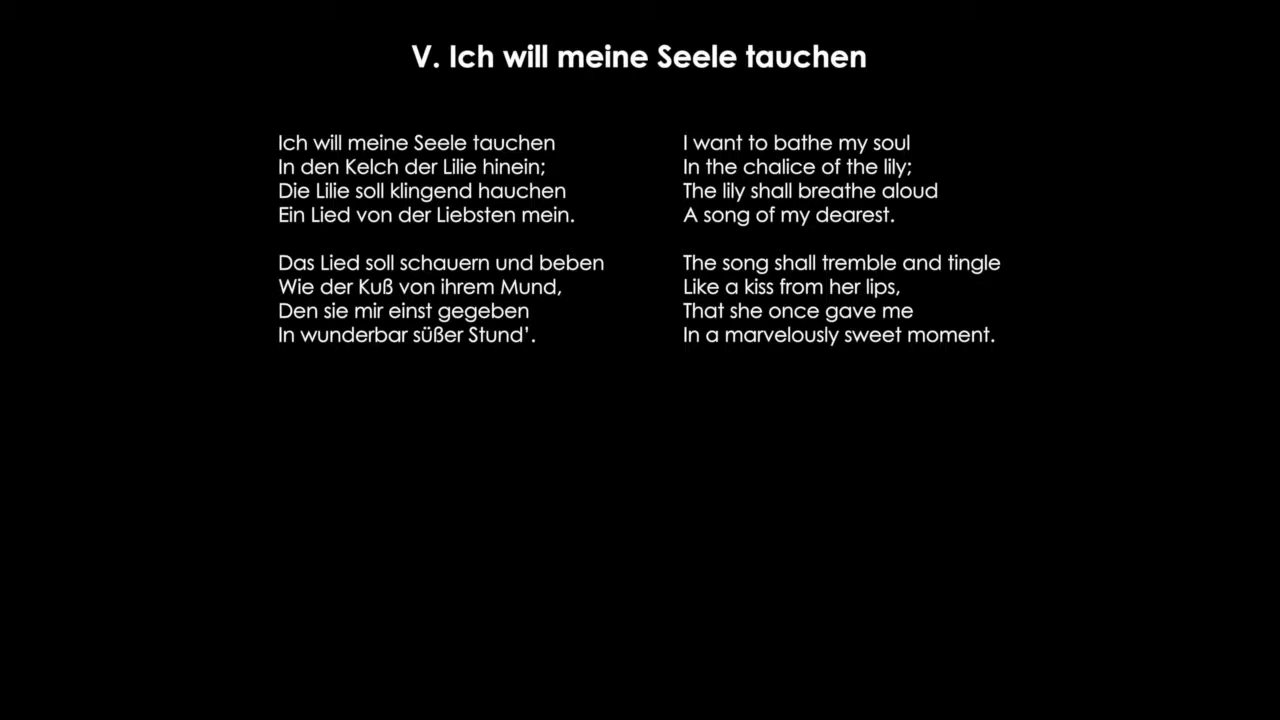 V. Ich will meine Seele tauchen
Ich will meine Seele tauchen
In den Kelch der Lilie hinein;
Die Lilie soll klingend hauchen
Ein Lied von der Liebsten mein.
Das Lied soll schauern und beben
Wie der Kuß von ihrem Mund,
Den sie mir einst gegeben
In wunderbar süßer Stund’.
I want to bathe my soul
In the chalice of the lily;
The lily shall breathe aloud
A song of my dearest.
The song shall tremble and tingle
Like a kiss from her lips,
That she once gave me
In a marvelously sweet moment.